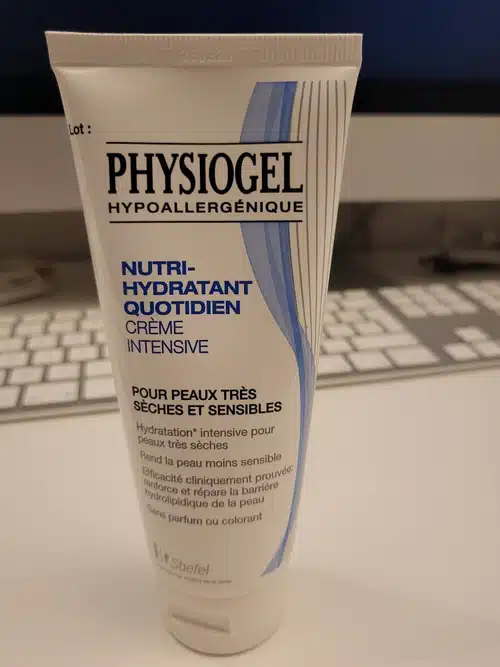 Lot :
PHYSIOGEL
HYPOALLERGÉNIQUE
NUTRI-
HYDRATANT
QUOTIDIEN
CRÈME
INTENSIVE
POUR PEAUX TRÈS
SÈCHES ET SENSIBLES
Hydratation* intensive pour
peaux très sèches
Rend la peau moins sensible
Efficacité cliniquement prouvée:
renforce et répare la barrière
hydrolipidique de la peau
Sans parfum ou colorant
Stiefel